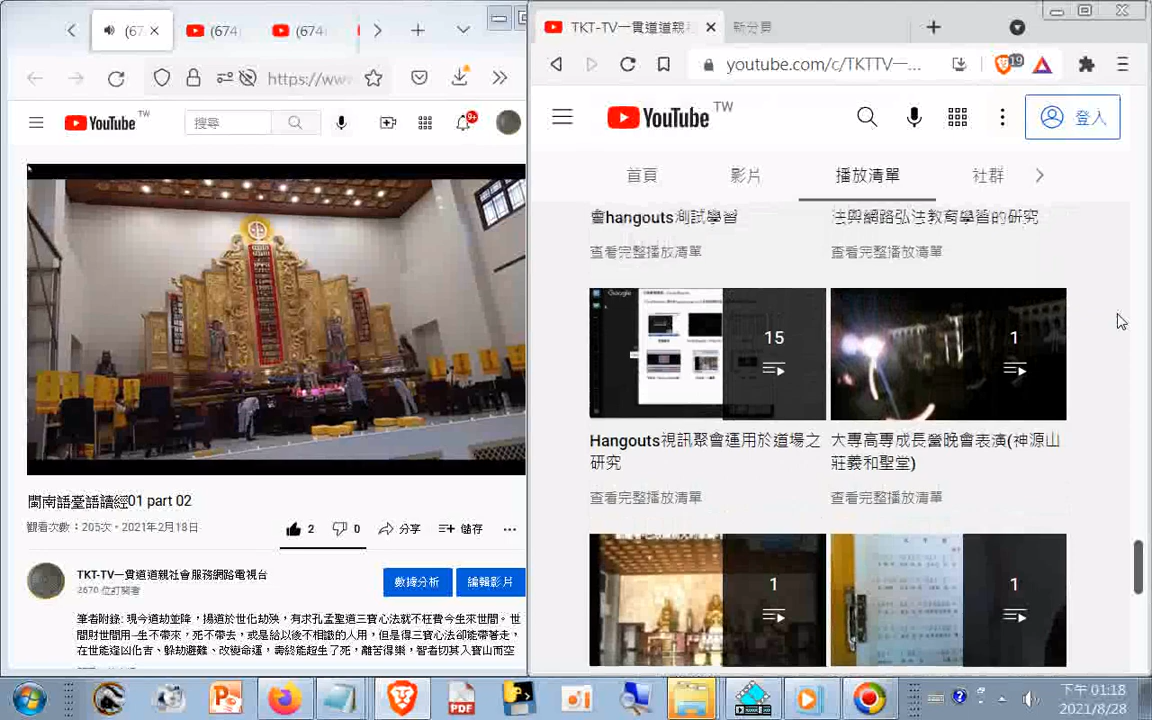 (67
(674
(674
https://www
YouTube TW
搜尋
9+
閩南語臺語讀經01 part 02
觀看次數：205次・2021年2月18日
2
0
分享
儲存
TKT-TV一貫道道親社會服務網路電視台
2670 位訂閱者
數據分析
編輯影片
筆者附錄: 現今道劫並降，揚道於世化劫殃，有求孔孟聖道三寶心法就不枉費今生來世間。世
間財世間用一生不帶來，死不帶去，或是給以後不相識的人用，但是得三寶心法卻能帶著走，
在世能逢凶化吉、躲劫避難、改變命運，壽終能超生了死，離苦得樂，智者切其入寶山而空
TKT-TV一貫道道親社
新分頁
youtube.com/c/TKTTV一...
19
YouTube TW
登入
首頁
影片
播放清單
社群
會hangouts測試學習
法與網路弘法教育學習的研究
查看完整播放清單
查看完整播放清單
Google
15
1
Hangouts視訊聚會運用於道場之
研究
大專高專成長營晚會表演(神源山
莊義和聖堂)
查看完整播放清單
查看完整播放清單
1
1
PDF
下午 01:18
2021/8/28